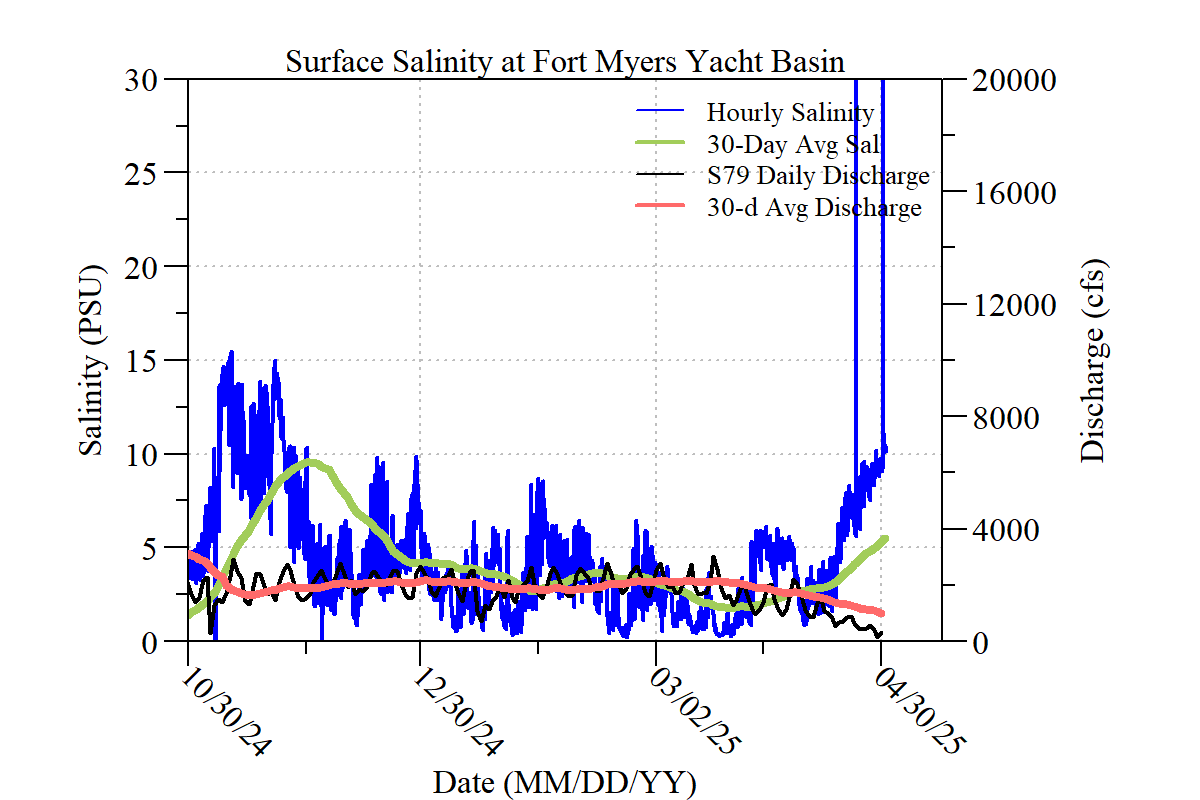 Surface Salinity at Fort Myers Yacht Basin
30
25
20
15
10
5
0
Salinity (PSU)
Hourly Salinity
30-Day Avg Sal
S79 Daily Discharge
30-d Avg Discharge
20000
16000
12000
8000
4000
0
Discharge (cfs)
10/30/24
12/30/24
03/02/25
04/30/25
Date (MM/DD/YY)